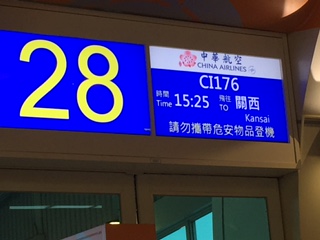 28
中華航空
CHINA AIRLINES
CI176
時間 Time 15:25 飛往 TO 關西 Kansai
請勿攜帶危安物品登機